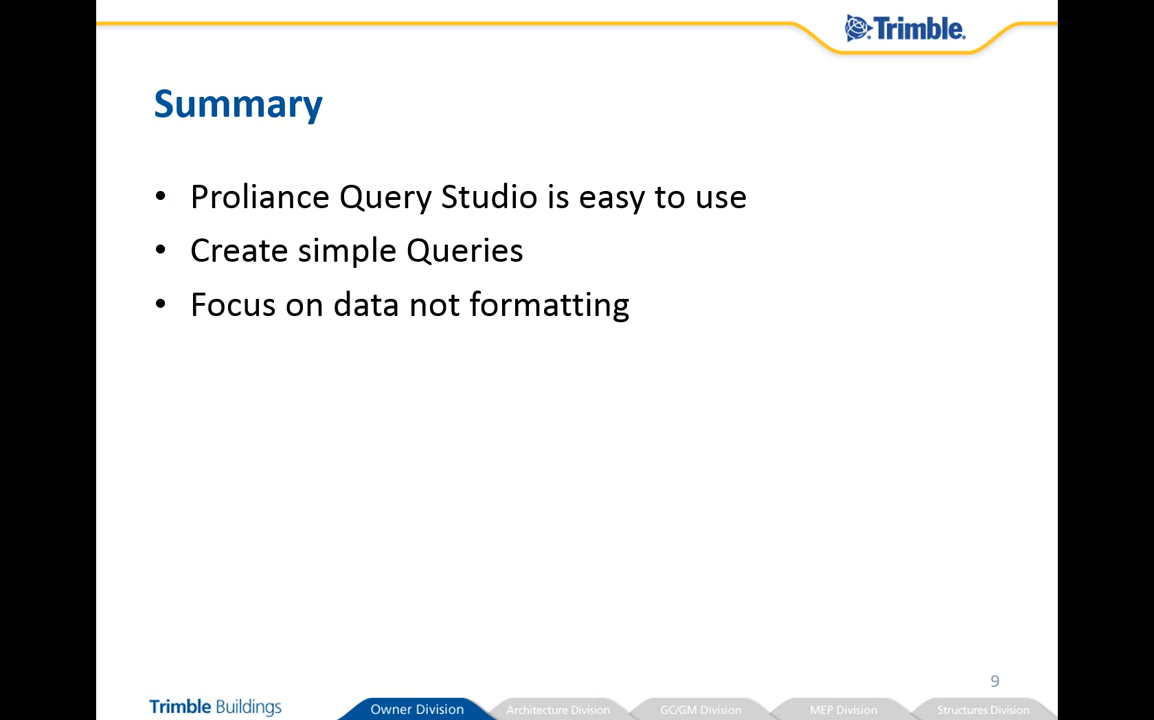 Trimble.
Summary
• Proliance Query Studio is easy to use
• Create simple Queries
• Focus on data not formatting
9
Trimble Buildings
Owner Division
Architecture Division
GC/GM Division
MEP Division
Structures Division